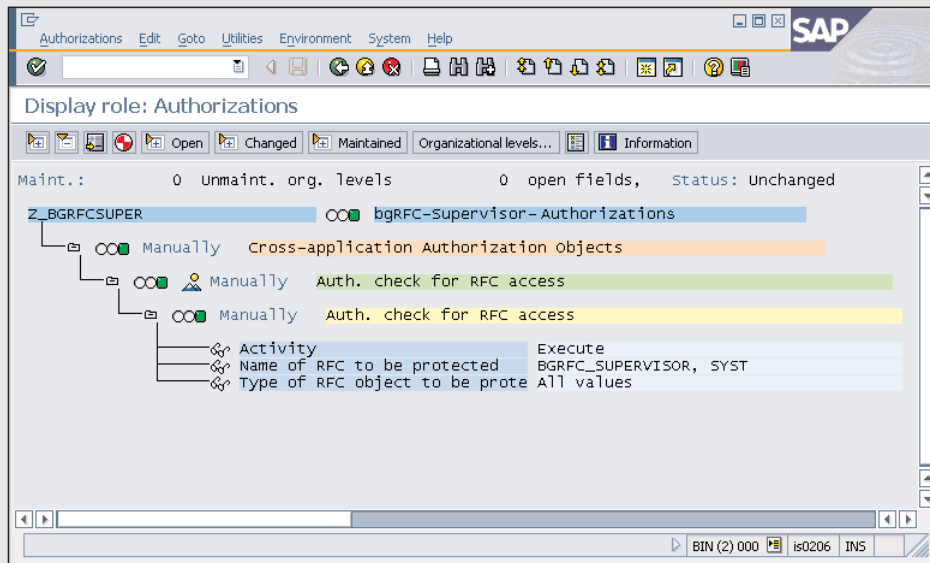 Authorizations Edit Goto Utilities Environment System Help
SAP
Display role: Authorizations
Open Changed Maintained Organizational levels... Information
Maint.: 0 Unmaint. org. levels 0 open fields, Status: Unchanged
Z_BGRFCSUPER bgRFC-Supervisor-Authorizations
Manually Cross-application Authorization Objects
Manually Auth. check for RFC access
Manually Auth. check for RFC access
Activity Execute
Name of RFC to be protected BGRFC_SUPERVISOR, SYST
Type of RFC object to be prote All values
BIN (2) 000 is0206 INS